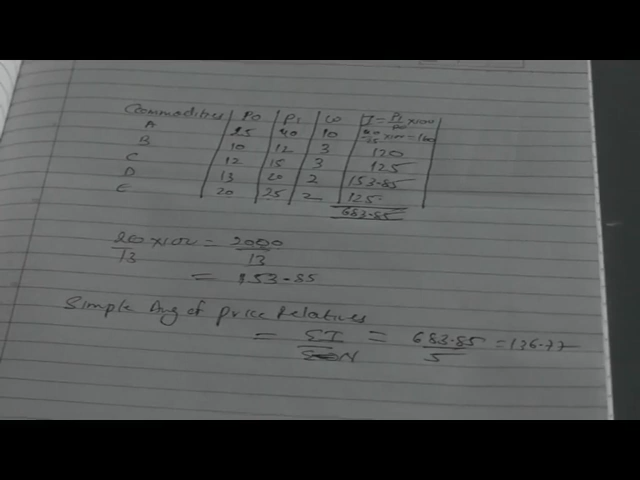 Commodities | P0 | P1 | W | I = P1/P0 x100
A 25 40 10 40/25 x100 = 160
B 10 12 3 120
C 12 15 3 125
D 13 20 2 153.85
E 20 25 2 125
683.85
20/13 x100 = 2000/13
= 153.85
Simple Avg of Price Relatives
= ΣI/N = 683.85/5 = 136.77